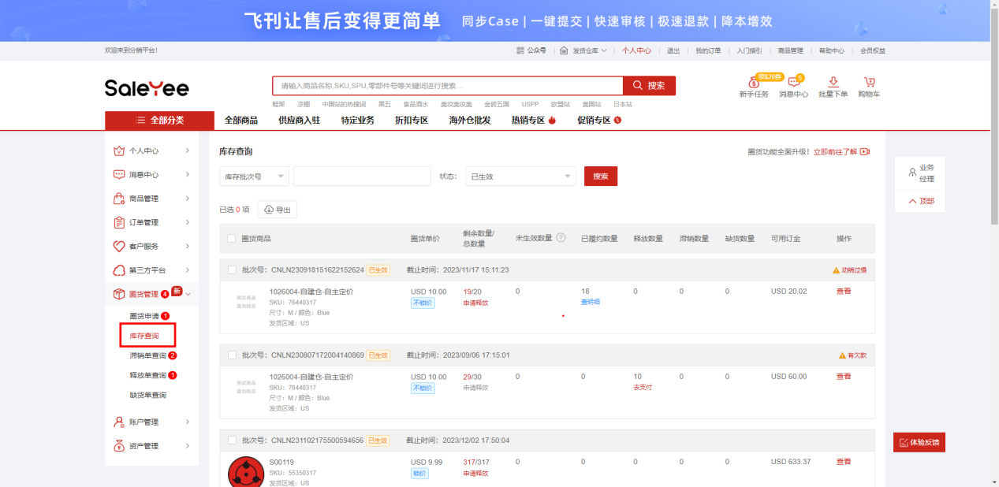 飞刊让售后变得更简单 同步Case | 一键提交 | 快速审核 | 极速退款 | 降本增效
欢迎来到分销平台！ 公众号 发货仓库 个人中心 退出 我的订单 入门指引 商品管理 帮助中心 会员权益
SaleYee
请输入商品名称,SKU,SPU,零部件号等关键词进行搜索... 搜索
领$20券 5
新手任务 消息中心 批量下单 购物车
鞋架 凉棚 中国站的热搜词 黑五 食品酒水 美妆美妆美 金砖五国 USPP 欧盟站 美国站 日本站
全部分类 全部商品 供应商入驻 特定业务 折扣专区 海外仓批发 热销专区 促销专区
个人中心
消息中心
商品管理
订单管理
客户服务
第三方平台
圈货管理 4 新
圈货申请 1
库存查询
滞销单查询 2
释放单查询 1
缺货单查询
账户管理
资产管理
库存查询 圈货功能全面升级！立即前往了解
库存批次号 状态： 已生效 搜索
已选 0 项 导出
圈货商品 圈货单价 剩余数量/总数量 未生效数量 ? 已履约数量 释放数量 滞销数量 缺货数量 可用订金 操作
批次号：CNLN230918151622152624 已生效 截止时间：2023/11/17 15:11:23 动销过慢
测试商品
请勿购买
1026004-自建仓-自主定价 USD 10.00 19/20 0 18 0 0 0 USD 20.02 查看
SKU：76440317 不锁价 申请释放 查明细
尺寸：M / 颜色：Blue
发货区域：US
批次号：CNLN230807172004140869 已生效 截止时间：2023/09/06 17:15:01 有欠款
测试商品
请勿购买
1026004-自建仓-自主定价 USD 10.00 29/30 0 0 10 0 0 USD 60.00 查看
SKU：76440317 不锁价 申请释放 去支付
尺寸：M / 颜色：Blue
发货区域：US
批次号：CNLN231102175500594656 已生效 截止时间：2023/12/02 17:50:04
S00119 USD 9.99 317/317 0 0 0 0 0 USD 633.37 查看
SKU：55350317 锁价 申请释放
发货区域：US
业务
经理
顶部
体验反馈